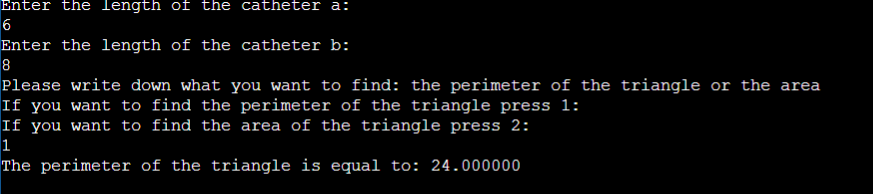 Enter the length of the catheter a:
6
Enter the length of the catheter b:
8
Please write down what you want to find: the perimeter of the triangle or the area
If you want to find the perimeter of the triangle press 1:
If you want to find the area of the triangle press 2:
1
The perimeter of the triangle is equal to: 24.000000